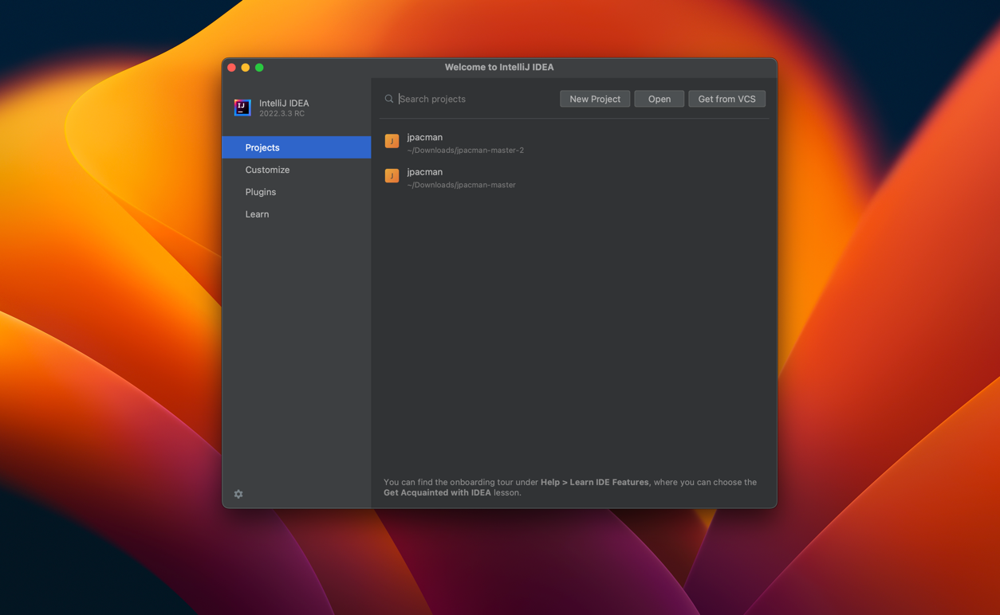 Welcome to IntelliJ IDEA
IJ
IntelliJ IDEA
2022.3.3 RC
Projects
Customize
Plugins
Learn
Search projects
New Project
Open
Get from VCS
J
jpacman
~/Downloads/jpacman-master-2
J
jpacman
~/Downloads/jpacman-master
You can find the onboarding tour under Help > Learn IDE Features, where you can choose the
Get Acquainted with IDEA lesson.